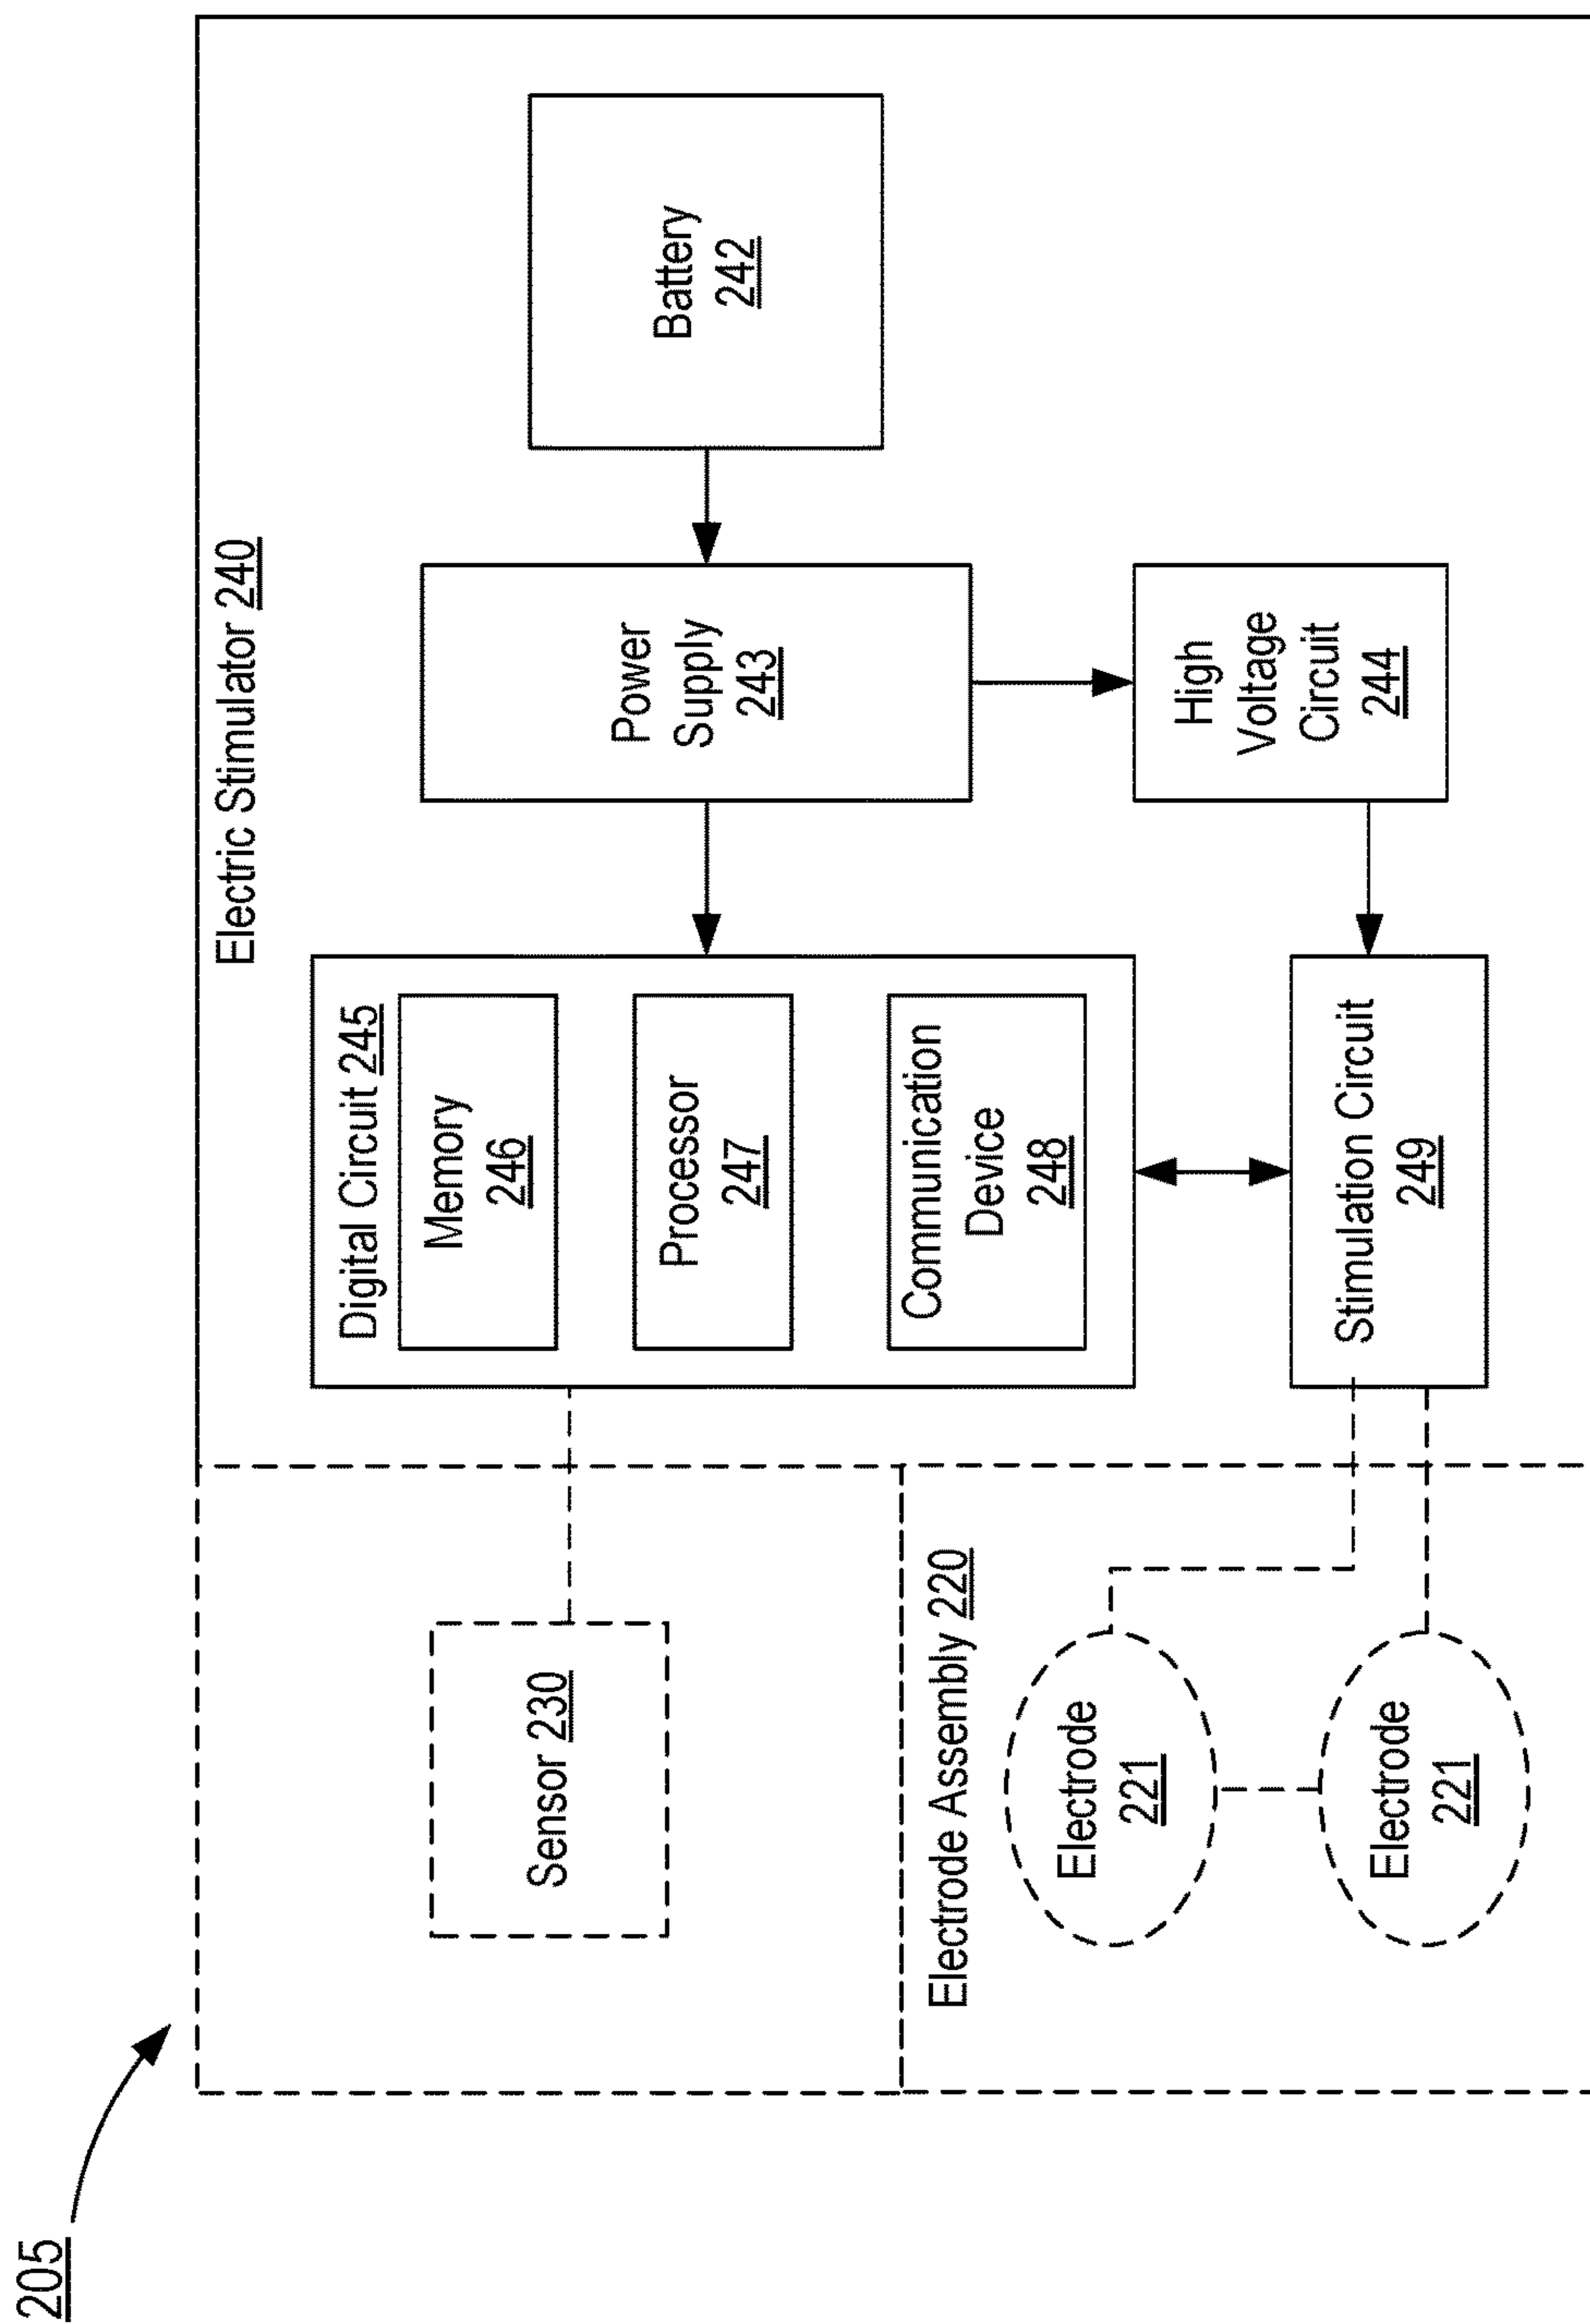 205
Electric Stimulator 240
Sensor 230
Digital Circuit 245
Memory
246
Processor
247
Communication
Device
248
Power
Supply
243
Battery
242
Electrode Assembly 220
Electrode
221
Electrode
221
Stimulation Circuit
249
High
Voltage
Circuit
244